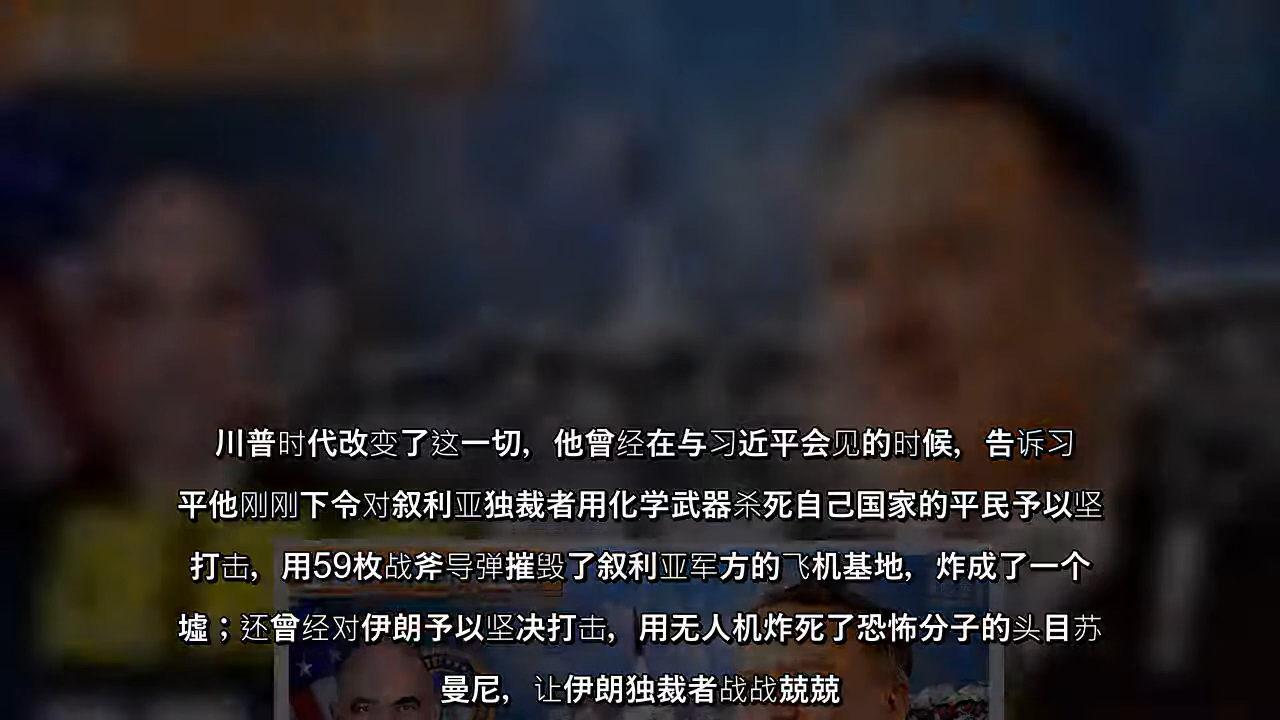 川普时代改变了这一切，他曾经在与习近平会见的时候，告诉习
平他刚刚下令对叙利亚独裁者用化学武器杀死自己国家的平民予以坚
打击，用59枚战斧导弹摧毁了叙利亚军方的飞机基地，炸成了一个
墟；还曾经对伊朗予以坚决打击，用无人机炸死了恐怖分子的头目苏
曼尼，让伊朗独裁者战战兢兢